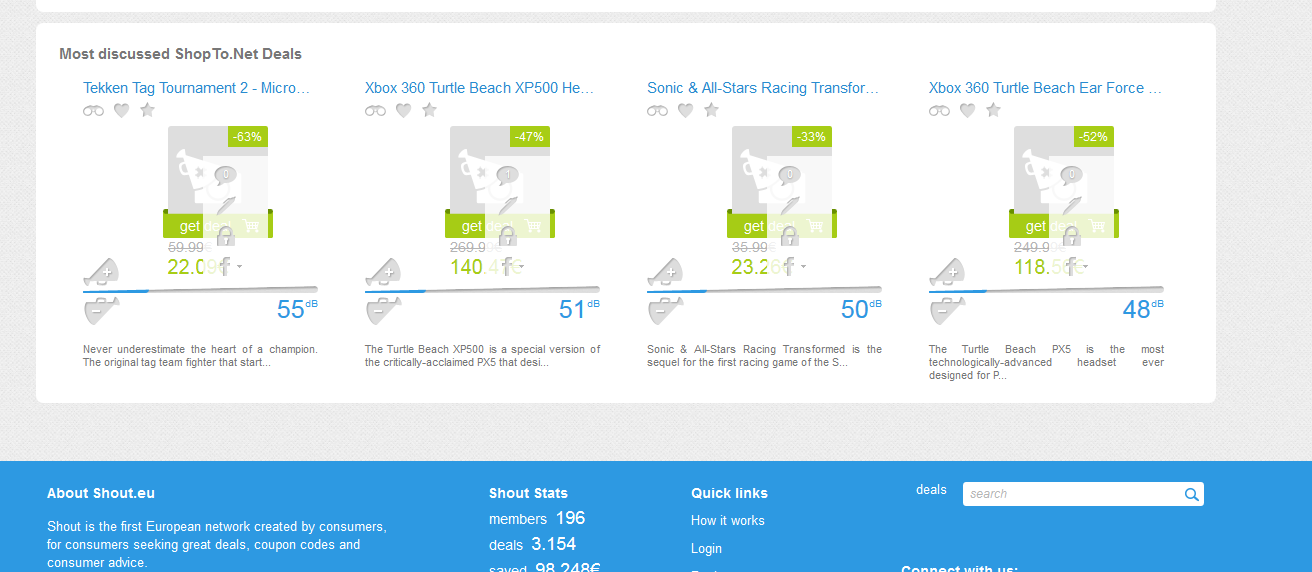 Most discussed ShopTo.Net Deals
Tekken Tag Tournament 2 - Micro…
-63%
0
get deal
59.99€
22.0
55dB
Never underestimate the heart of a champion.
The original tag team fighter that start...
Xbox 360 Turtle Beach XP500 He…
-47%
1
get deal
269.9
140.4 €
51dB
The Turtle Beach XP500 is a special version of
the critically-acclaimed PX5 that desi...
Sonic & All-Stars Racing Transfor…
-33%
0
get deal
35.99€
23.26€
50dB
Sonic & All-Stars Racing Transformed is the
sequel for the first racing game of the S...
Xbox 360 Turtle Beach Ear Force …
-52%
0
get deal
249.9
118.
48dB
The Turtle Beach PX5 is the most
technologically-advanced headset ever
designed for P...
About Shout.eu
Shout is the first European network created by consumers,
for consumers seeking great deals, coupon codes and
consumer advice.
Shout Stats
members 196
deals 3.154
saved 98.248€
Quick links
How it works
Login
deals
search
Connect with us: